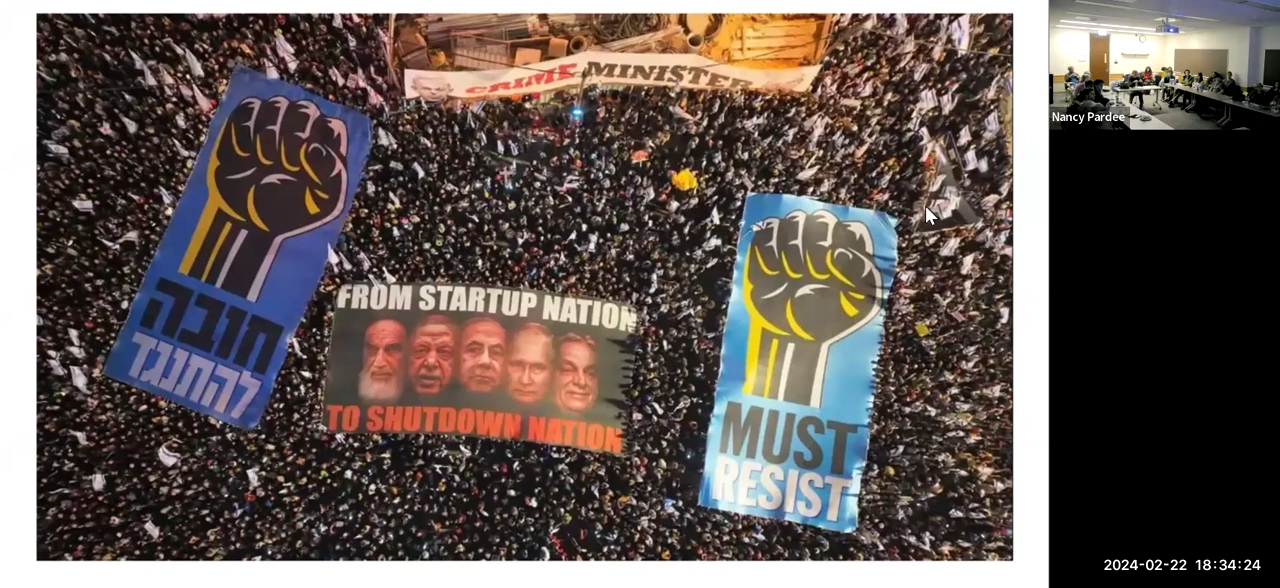 CRIME MINISTER
חובה
להתנגד
FROM STARTUP NATION
TO SHUTDOWN NATION
MUST
RESIST
Nancy Pardee
2024-02-22 18:34:24